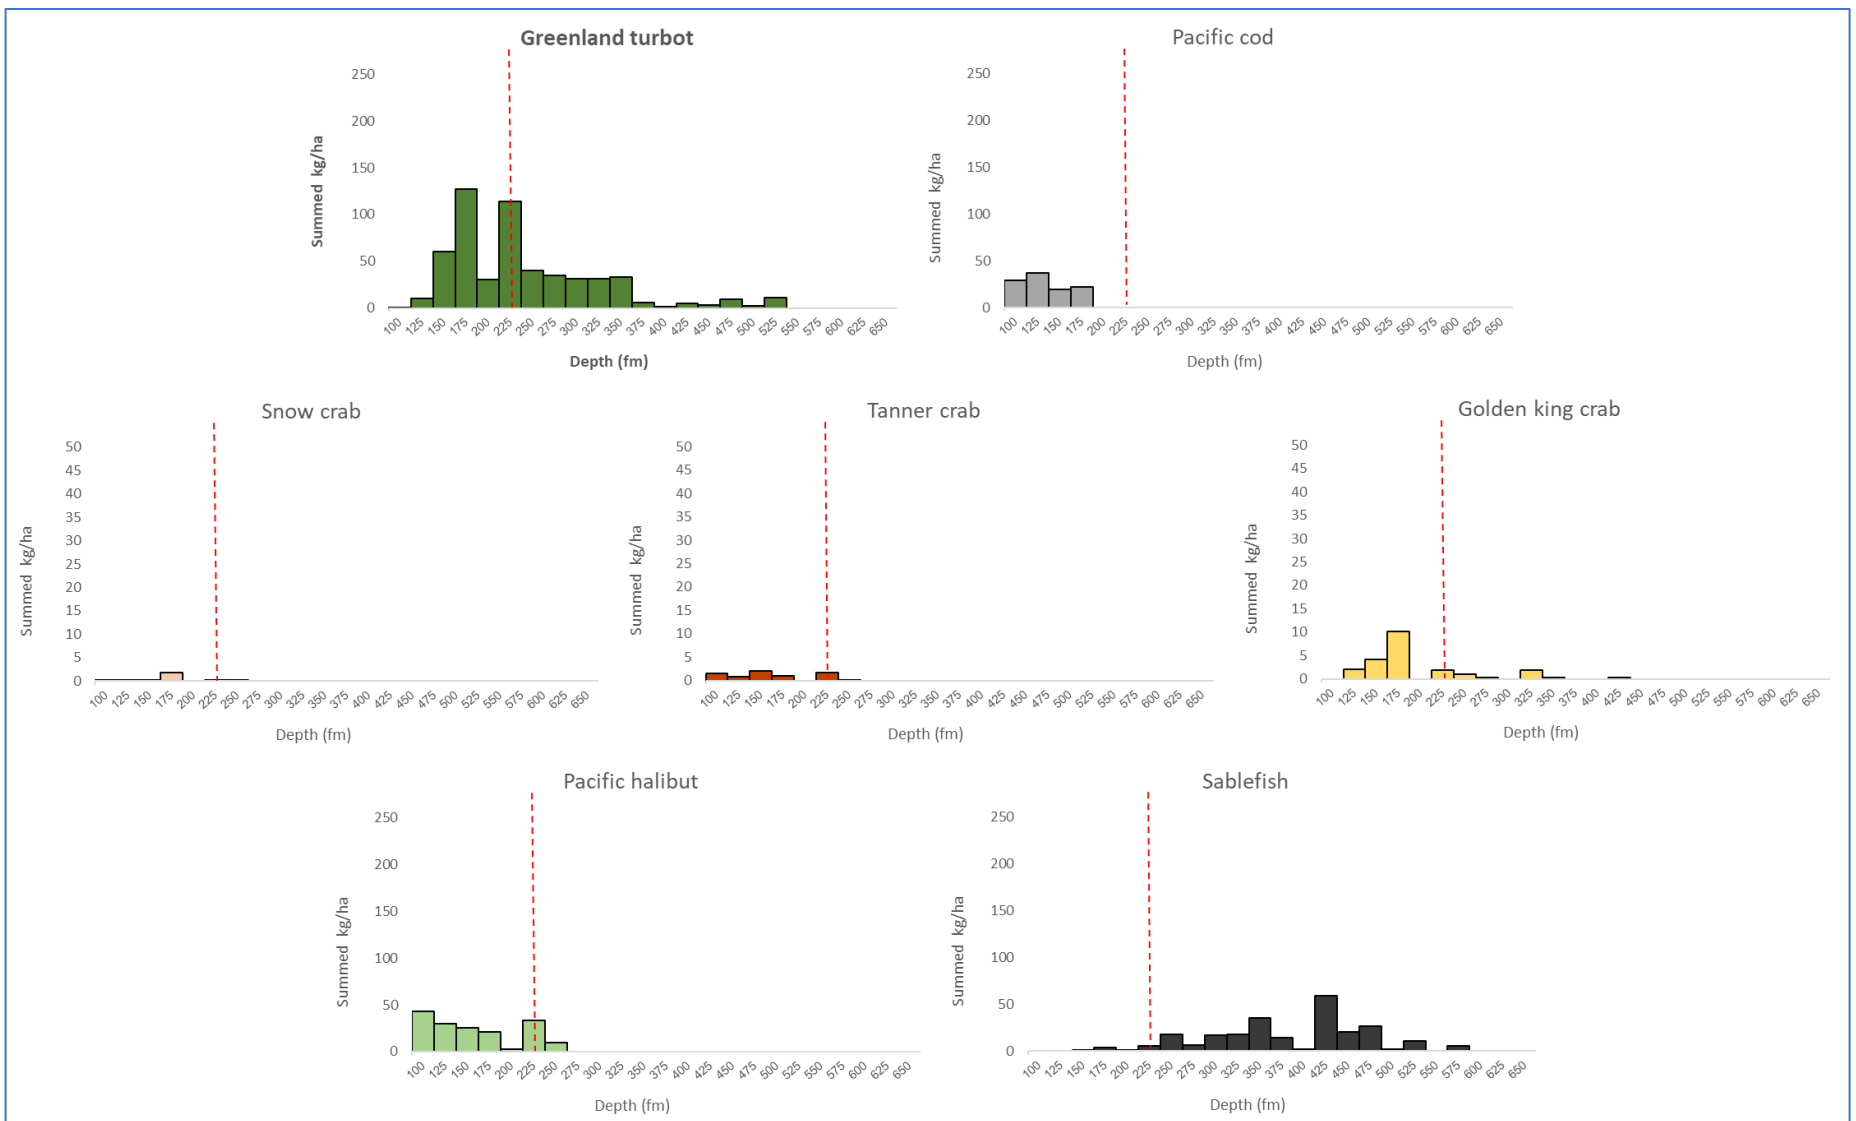 Greenland turbot
Summed kg/ha
250
200
150
100
50
0
100 125 150 175 200 225 250 275 300 325 350 375 400 425 450 475 500 525 550 575 600 625 650
Depth (fm)
Pacific cod
Summed kg/ha
250
200
150
100
50
0
100 125 150 175 200 225 250 275 300 325 350 375 400 425 450 475 500 525 550 575 600 625 650
Depth (fm)
Snow crab
Summed kg/ha
50
45
40
35
30
25
20
15
10
5
0
100 125 150 175 200 225 250 275 300 325 350 375 400 425 450 475 500 525 550 575 600 625 650
Depth (fm)
Tanner crab
Summed kg/ha
50
45
40
35
30
25
20
15
10
5
0
100 125 150 175 200 225 250 275 300 325 350 375 400 425 450 475 500 525 550 575 600 625 650
Depth (fm)
Golden king crab
Summed kg/ha
50
45
40
35
30
25
20
15
10
5
0
100 125 150 175 200 225 250 275 300 325 350 375 400 425 450 475 500 525 550 575 600 625 650
Depth (fm)
Pacific halibut
Summed kg/ha
250
200
150
100
50
0
100 125 150 175 200 225 250 275 300 325 350 375 400 425 450 475 500 525 550 575 600 625 650
Depth (fm)
Sablefish
Summed kg/ha
250
200
150
100
50
0
100 125 150 175 200 225 250 275 300 325 350 375 400 425 450 475 500 525 550 575 600 625 650
Depth (fm)